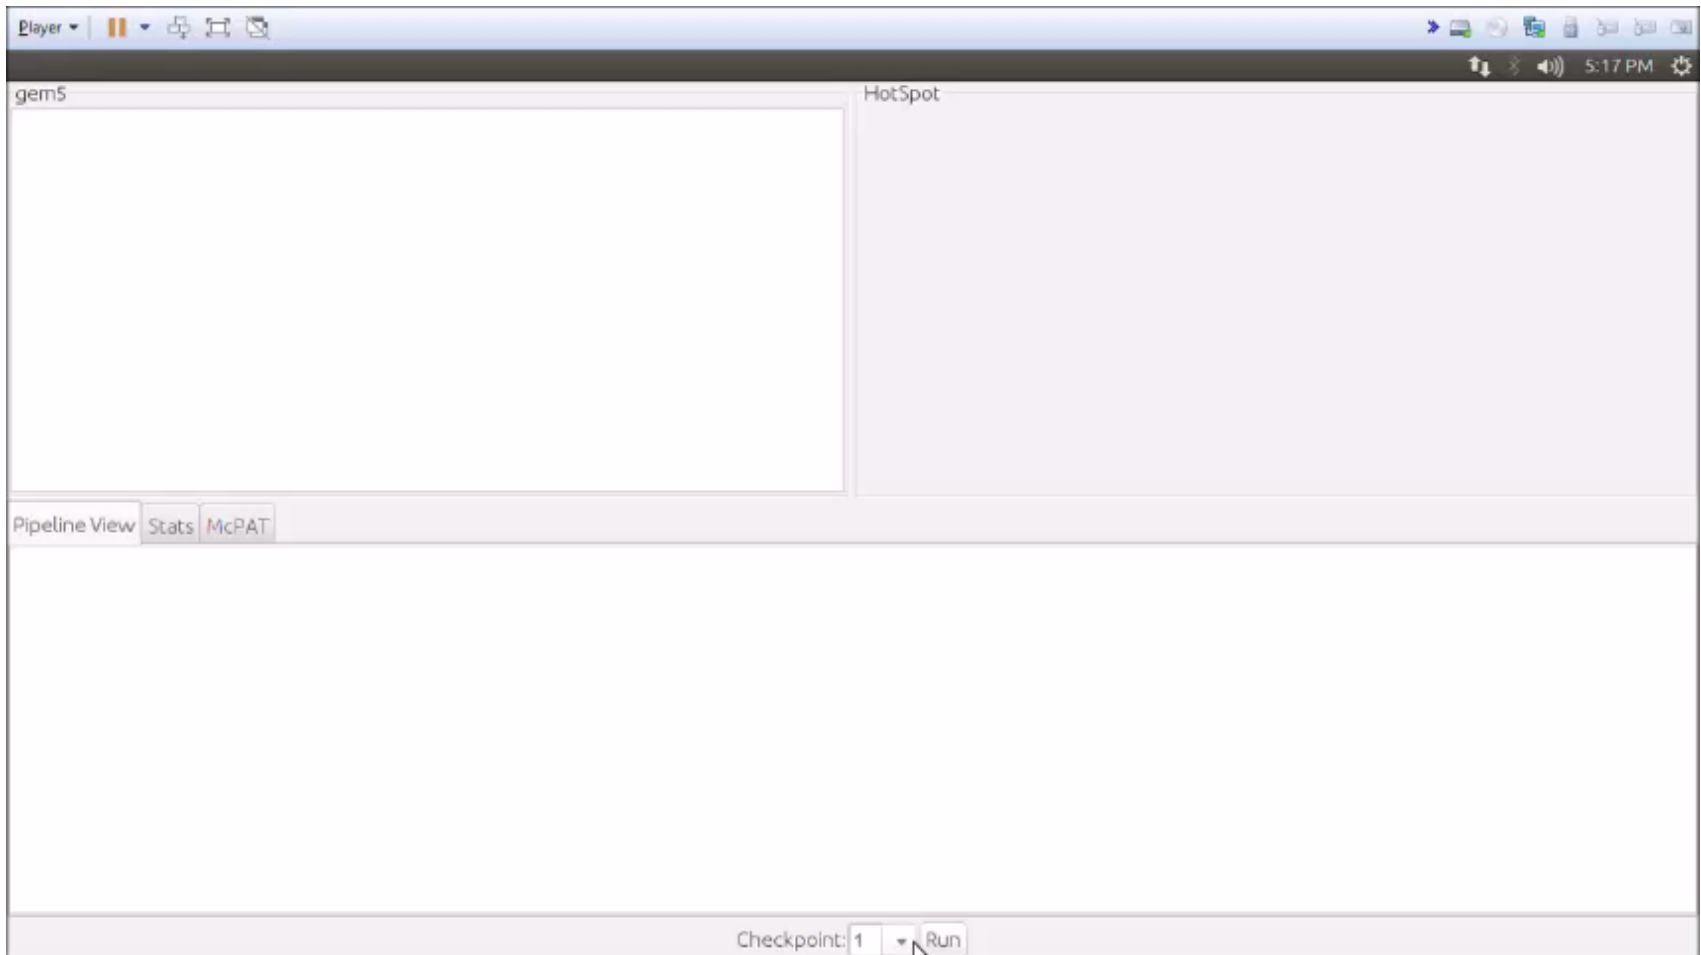 Player
5:17 PM
gem5
HotSpot
Pipeline View Stats McPAT
Checkpoint: 1 Run